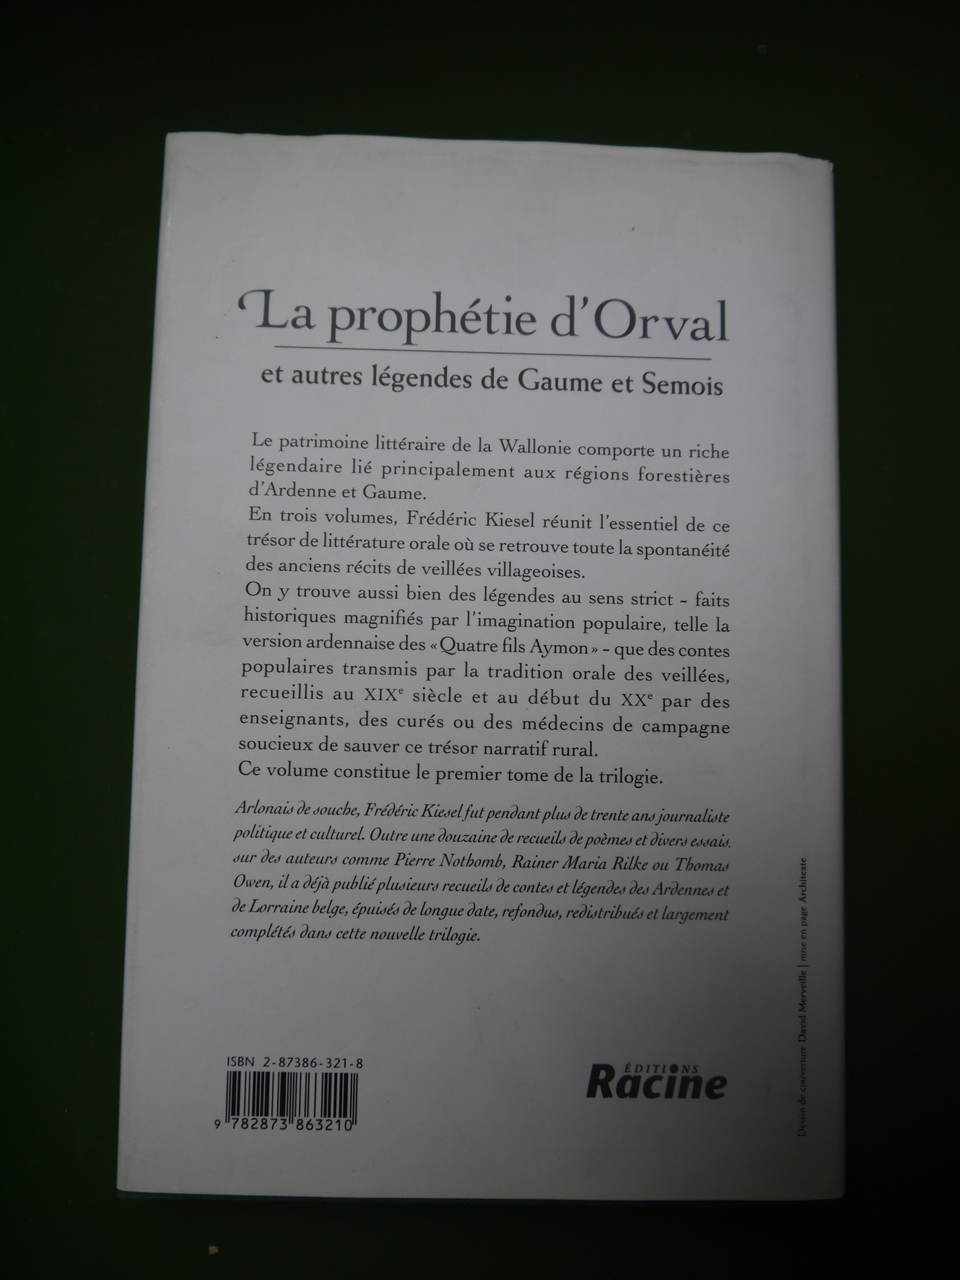 La prophétie d'Orval
et autres légendes de Gaume et Semois
Le patrimoine littéraire de la Wallonie comporte un riche
légendaire lié principalement aux régions forestières
d'Ardenne et Gaume.
En trois volumes, Frédéric Kiesel réunit l'essentiel de ce
trésor de littérature orale où se retrouve toute la spontanéité
des anciens récits de veillées villageoises.
On y trouve aussi bien des légendes au sens strict – faits
historiques magnifiés par l'imagination populaire, telle la
version ardennaise des « Quatre fils Aymon » – que des contes
populaires transmis par la tradition orale des veillées,
recueillis au XIXe siècle et au début du XXe par des
enseignants, des curés ou des médecins de campagne
soucieux de sauver ce trésor narratif rural.
Ce volume constitue le premier tome de la trilogie.
Arlonais de souche, Frédéric Kiesel fut pendant plus de trente ans journaliste
politique et culturel. Outre une douzaine de recueils de poèmes et divers essais,
sur des auteurs comme Pierre Nothomb, Rainer Maria Rilke ou Thomas
Owen, il a déjà publié plusieurs recueils de contes et légendes des Ardennes et
de Lorraine belge, épuisés de longue date, refondus, redistribués et largement
complétés dans cette nouvelle trilogie.
ISBN 2-87386-321-8
9 782873 863210
ÉDITIONS
Racine
Dessin de couverture David Merveille | mise en page Architexte